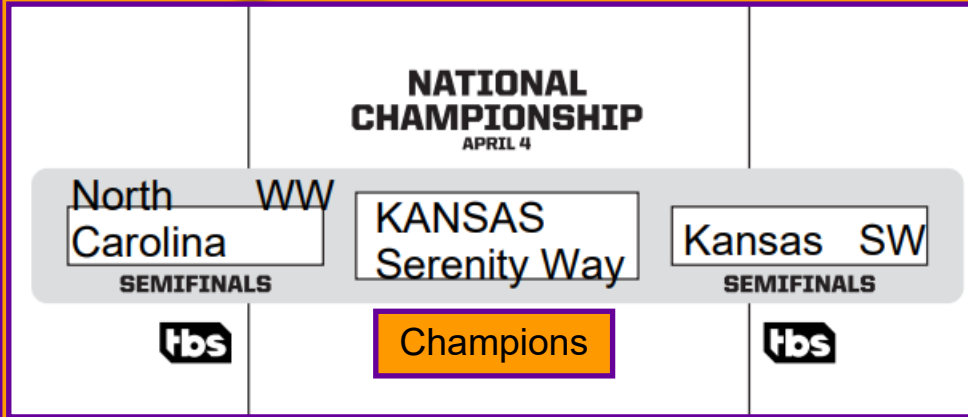 NATIONAL
CHAMPIONSHIP
APRIL 4
North WW
Carolina
SEMIFINALS
tbs
KANSAS
Serenity Way
Champions
Kansas SW
SEMIFINALS
tbs